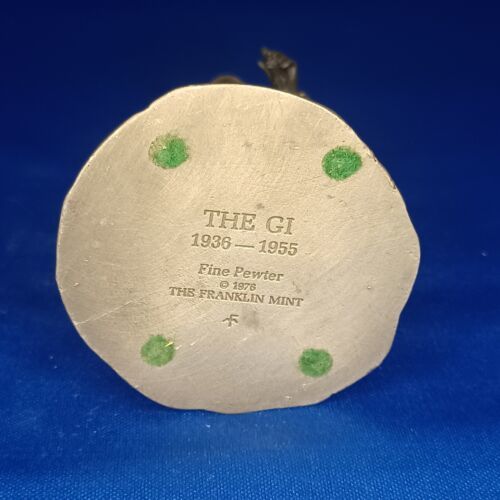 THE GI
1936 — 1955
Fine Pewter
© 1976
THE FRANKLIN MINT